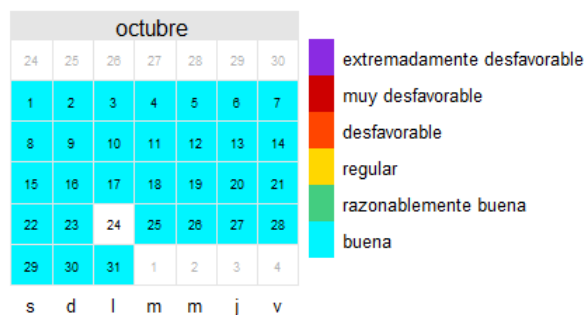 octubre
24 25 26 27 28 29 30
1 2 3 4 5 6 7
8 9 10 11 12 13 14
15 16 17 18 19 20 21
22 23 24 25 26 27 28
29 30 31 1 2 3 4
s d l m m j v
extremadamente desfavorable
muy desfavorable
desfavorable
regular
razonablemente buena
buena